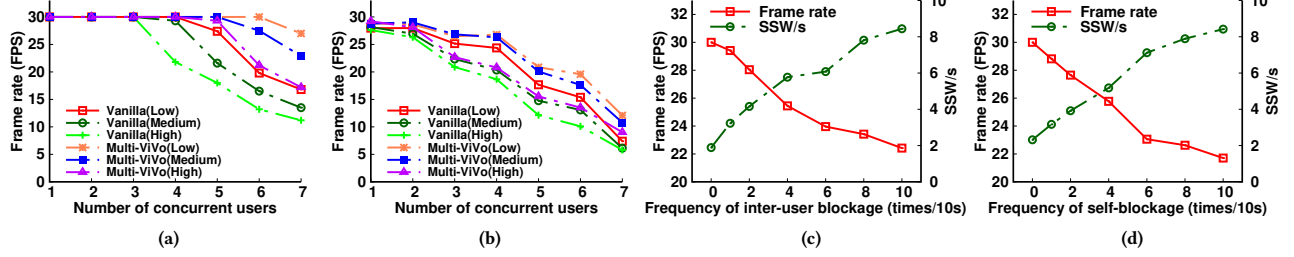 Frame rate (FPS)
30
25
20
15
10
5
0
Vanilla(Low)
Vanilla(Medium)
Vanilla(High)
Multi-ViVo(Low)
Multi-ViVo(Medium)
Multi-ViVo(High)
1 2 3 4 5 6 7
Number of concurrent users
(a)
Frame rate (FPS)
30
25
20
15
10
5
0
Vanilla(Low)
Vanilla(Medium)
Vanilla(High)
Multi-ViVo(Low)
Multi-ViVo(Medium)
Multi-ViVo(High)
1 2 3 4 5 6 7
Number of concurrent users
(b)
Frame rate (FPS)
32
30
28
26
24
22
20
Frame rate
SSW/s
10
8
6
4
2
0
SSW/s
0 2 4 6 8 10
Frequency of inter-user blockage (times/10s)
(c)
Frame rate (FPS)
32
30
28
26
24
22
20
Frame rate
SSW/s
10
8
6
4
2
0
SSW/s
0 2 4 6 8 10
Frequency of self-blockage (times/10s)
(d)